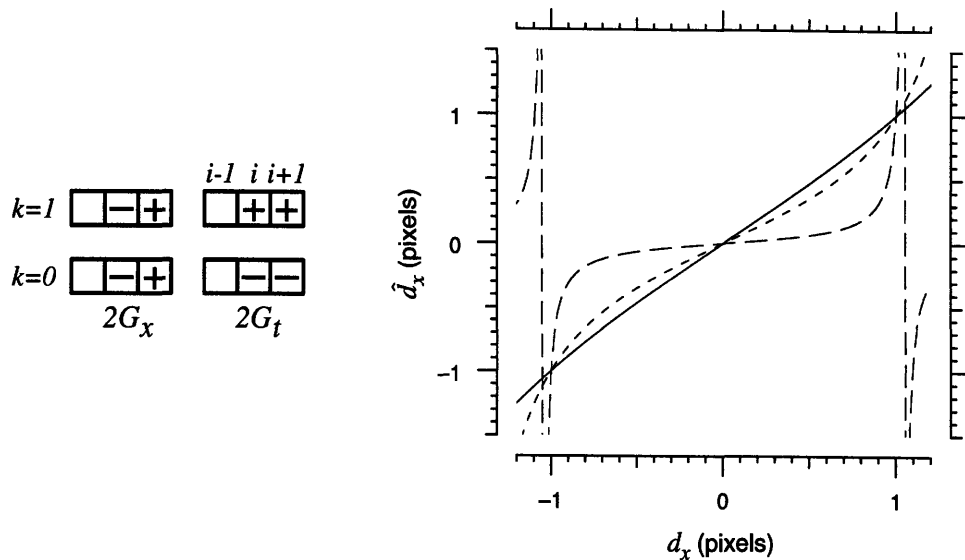 i-1 i i+1
k=1 − + + +
k=0 − + − −
2G_x 2G_t
1
0
−1
d̂_x (pixels)
−1 0 1
d_x (pixels)